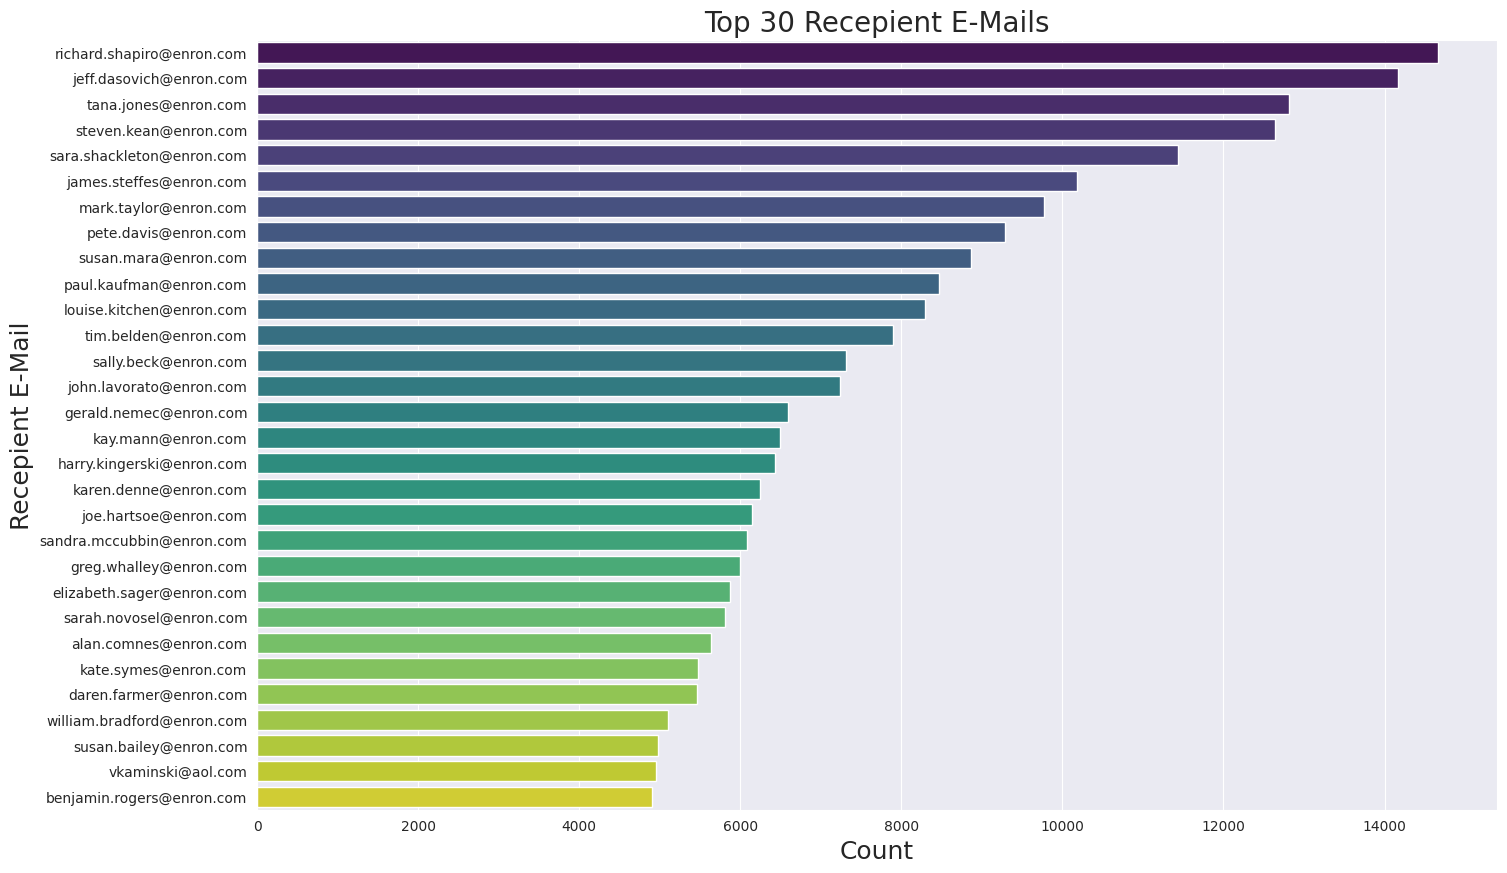 Top 30 Recepient E-Mails
richard.shapiro@enron.com
jeff.dasovich@enron.com
tana.jones@enron.com
steven.kean@enron.com
sara.shackleton@enron.com
james.steffes@enron.com
mark.taylor@enron.com
pete.davis@enron.com
susan.mara@enron.com
paul.kaufman@enron.com
louise.kitchen@enron.com
tim.belden@enron.com
sally.beck@enron.com
john.lavorato@enron.com
gerald.nemec@enron.com
kay.mann@enron.com
harry.kingerski@enron.com
karen.denne@enron.com
joe.hartsoe@enron.com
sandra.mccubbin@enron.com
greg.whalley@enron.com
elizabeth.sager@enron.com
sarah.novosel@enron.com
alan.comnes@enron.com
kate.symes@enron.com
daren.farmer@enron.com
william.bradford@enron.com
susan.bailey@enron.com
vkaminski@aol.com
benjamin.rogers@enron.com
Recepient E-Mail
0 2000 4000 6000 8000 10000 12000 14000
Count